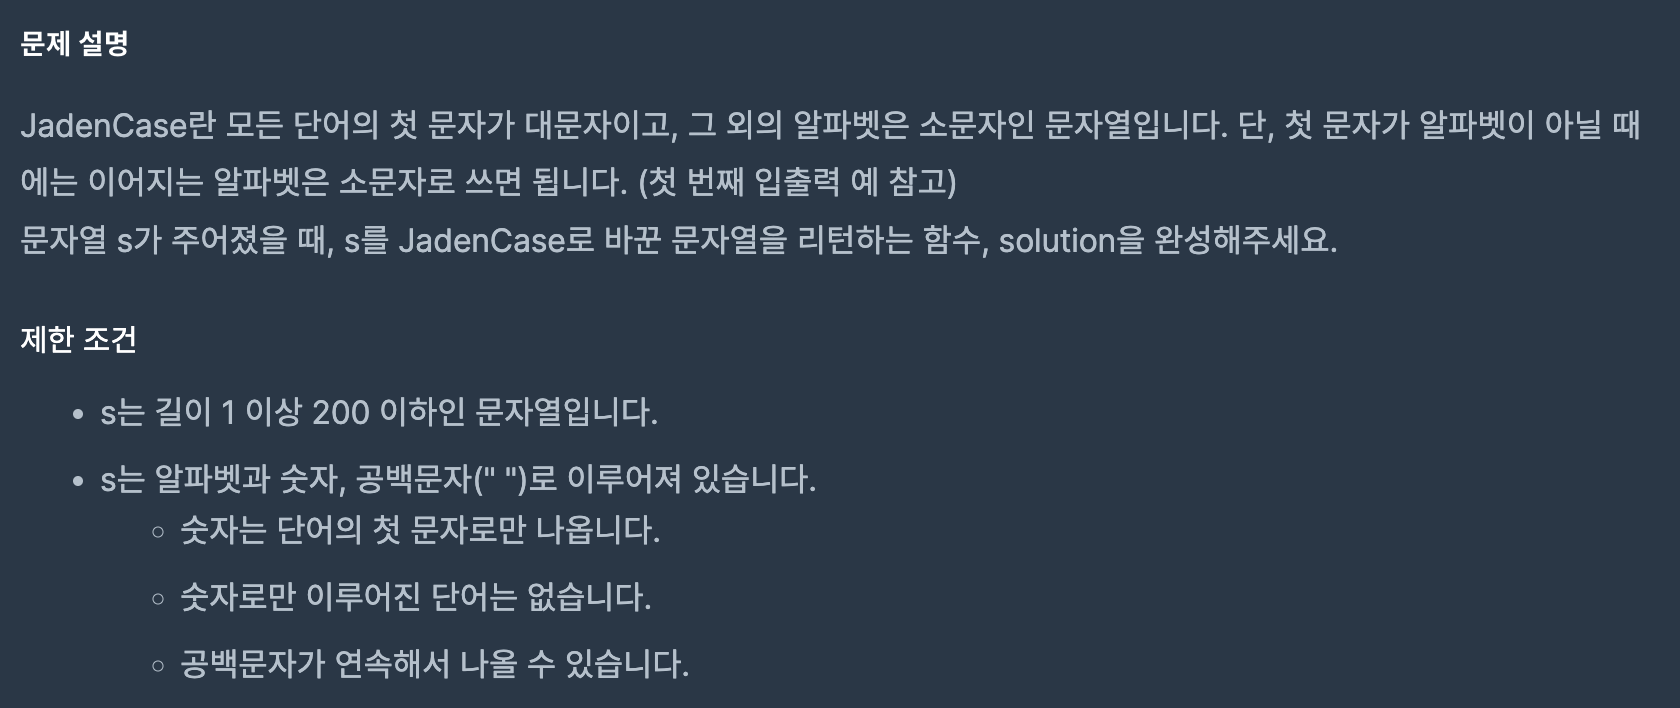 문제 설명
JadenCase란 모든 단어의 첫 문자가 대문자이고, 그 외의 알파벳은 소문자인 문자열입니다. 단, 첫 문자가 알파벳이 아닐 때
에는 이어지는 알파벳은 소문자로 쓰면 됩니다. (첫 번째 입출력 예 참고)
문자열 s가 주어졌을 때, s를 JadenCase로 바꾼 문자열을 리턴하는 함수, solution을 완성해주세요.
제한 조건
• s는 길이 1 이상 200 이하인 문자열입니다.
• s는 알파벳과 숫자, 공백문자(" ")로 이루어져 있습니다.
◦ 숫자는 단어의 첫 문자로만 나옵니다.
◦ 숫자로만 이루어진 단어는 없습니다.
◦ 공백문자가 연속해서 나올 수 있습니다.